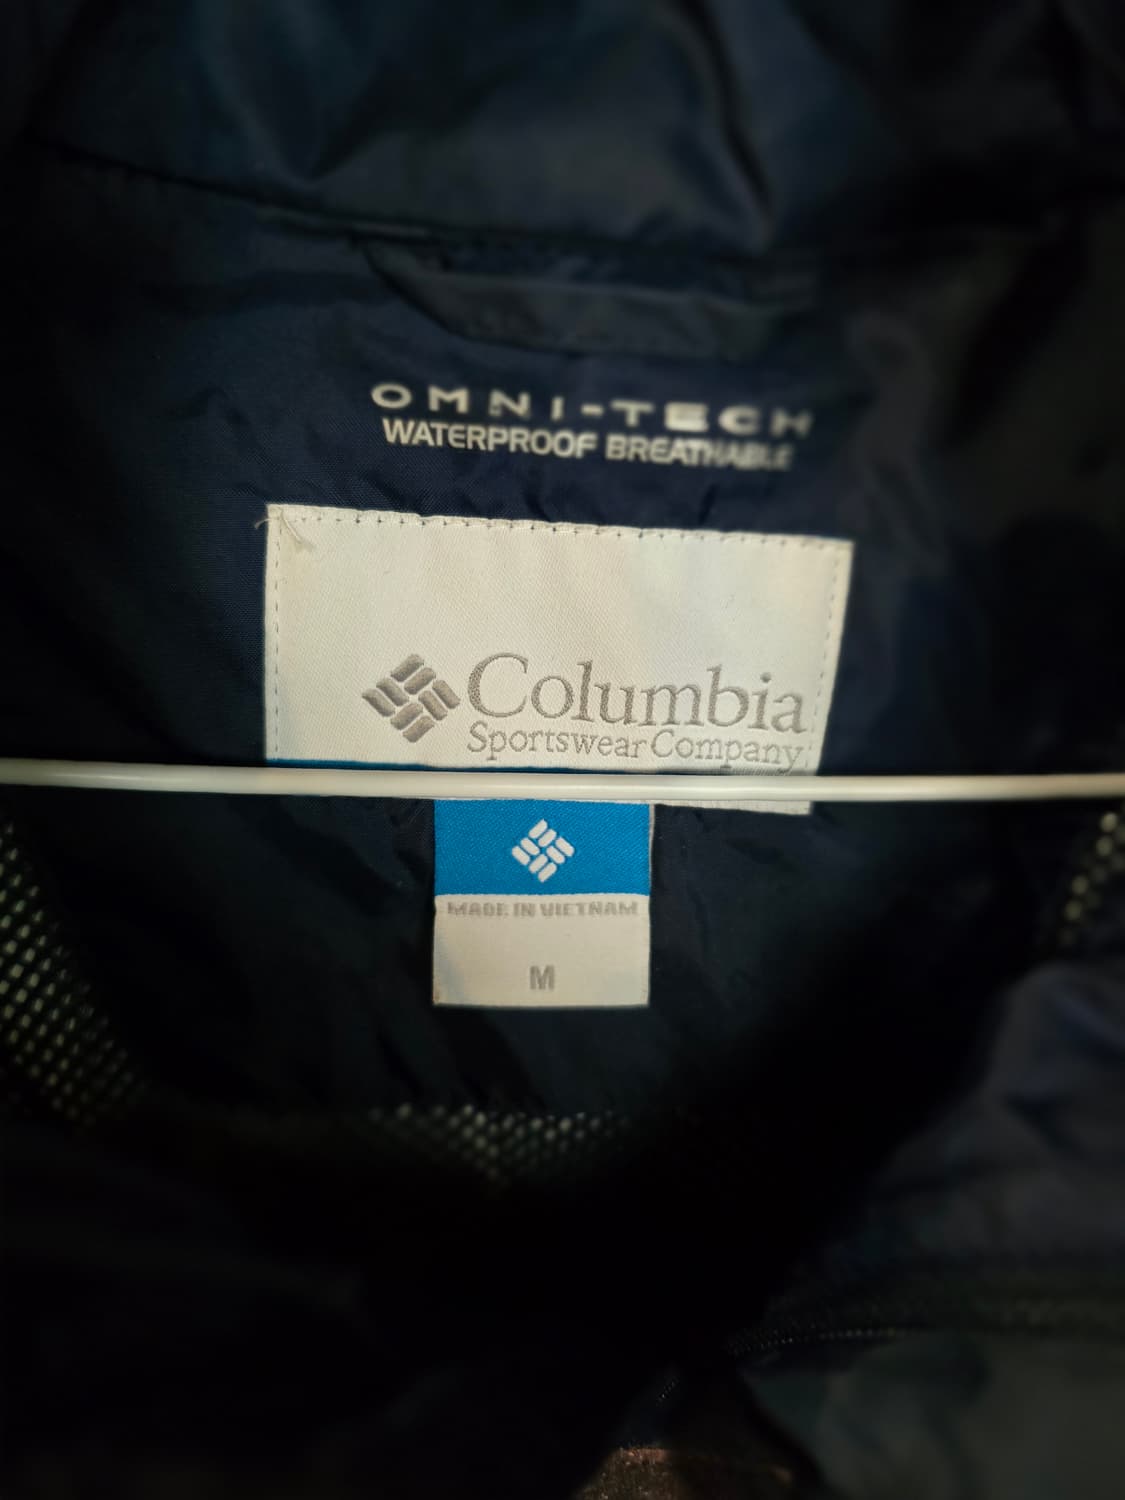 OMNI-TECH
WATERPROOF BREATHABLE
Columbia
Sportswear Company
MADE IN VIETNAM
M